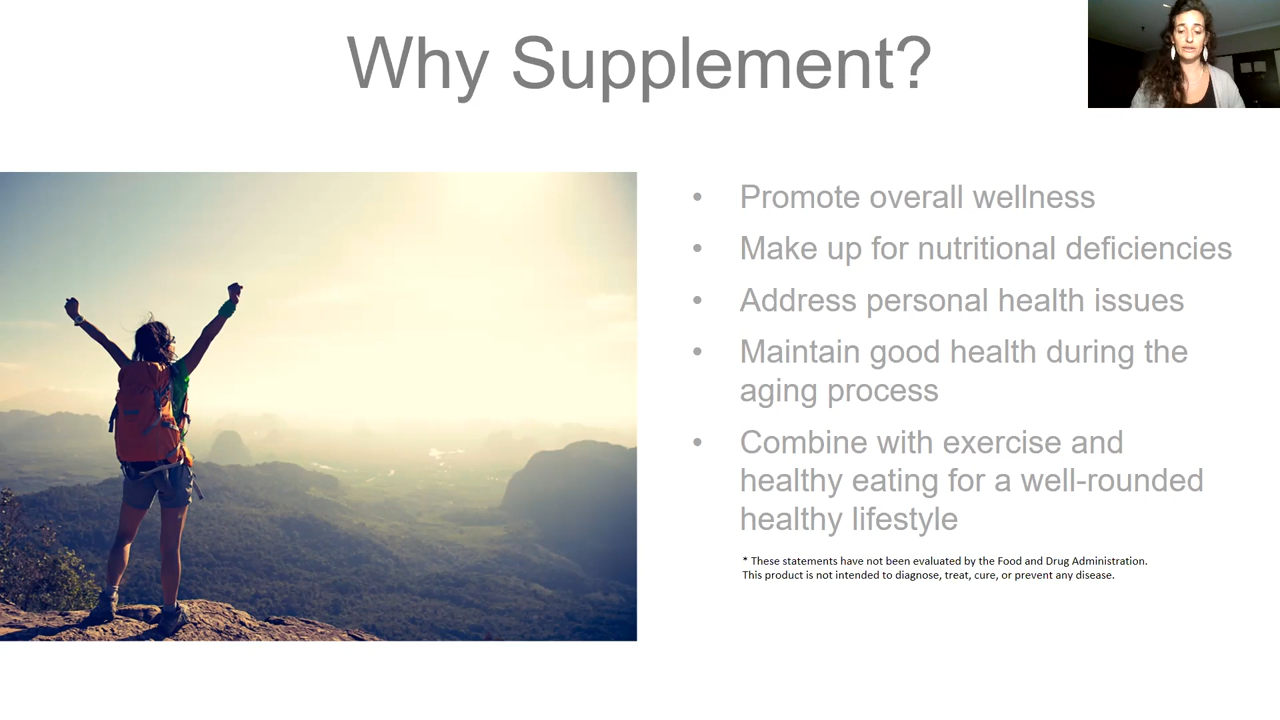 Why Supplement?
• Promote overall wellness
• Make up for nutritional deficiencies
• Address personal health issues
• Maintain good health during the
aging process
• Combine with exercise and
healthy eating for a well-rounded
healthy lifestyle
* These statements have not been evaluated by the Food and Drug Administration.
This product is not intended to diagnose, treat, cure, or prevent any disease.